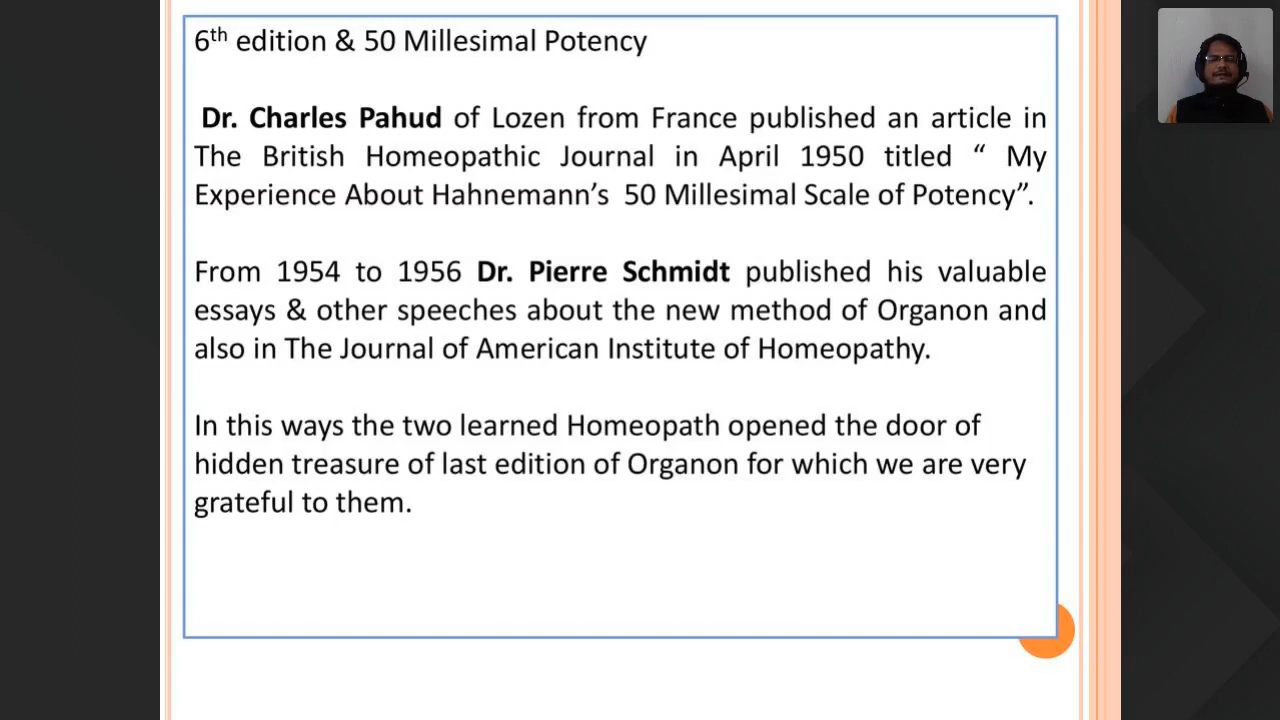 6th edition & 50 Millesimal Potency
Dr. Charles Pahud of Lozen from France published an article in
The British Homeopathic Journal in April 1950 titled “ My
Experience About Hahnemann’s 50 Millesimal Scale of Potency”.
From 1954 to 1956 Dr. Pierre Schmidt published his valuable
essays & other speeches about the new method of Organon and
also in The Journal of American Institute of Homeopathy.
In this ways the two learned Homeopath opened the door of
hidden treasure of last edition of Organon for which we are very
grateful to them.